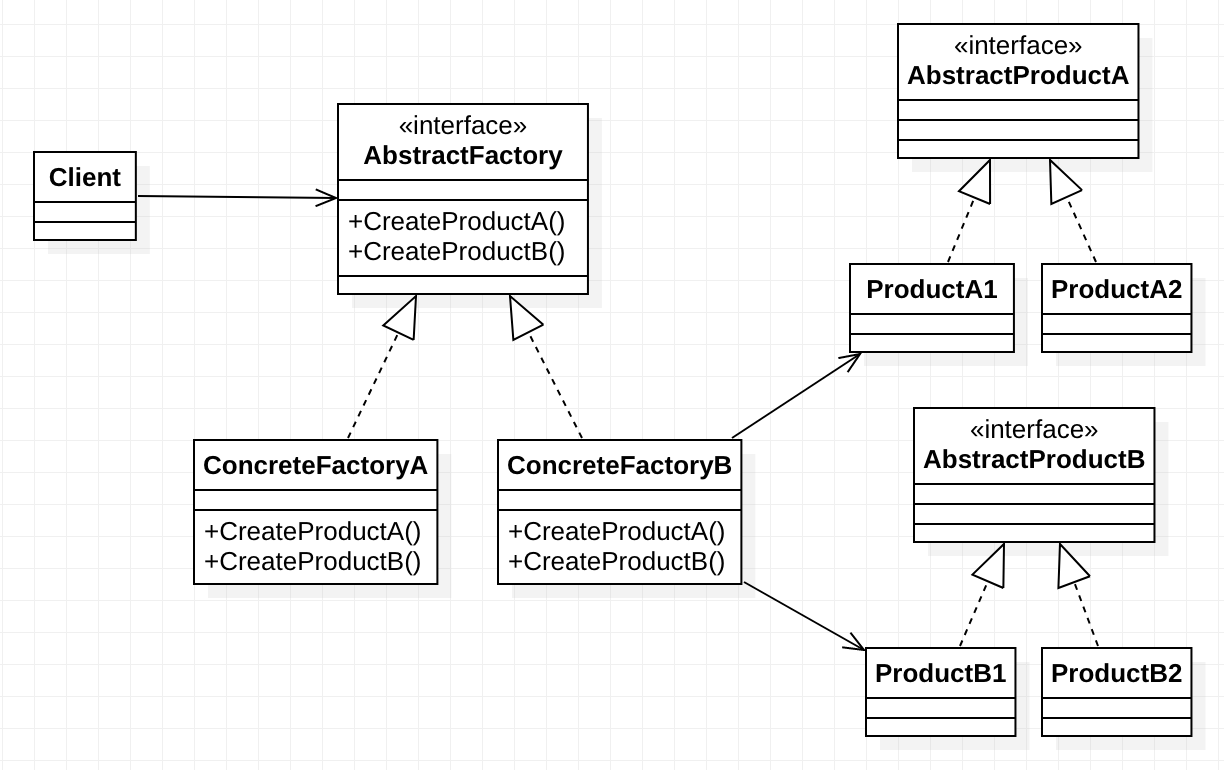 Client
«interface»
AbstractFactory
+CreateProductA()
+CreateProductB()
ConcreteFactoryA
+CreateProductA()
+CreateProductB()
ConcreteFactoryB
+CreateProductA()
+CreateProductB()
«interface»
AbstractProductA
ProductA1
ProductA2
«interface»
AbstractProductB
ProductB1
ProductB2